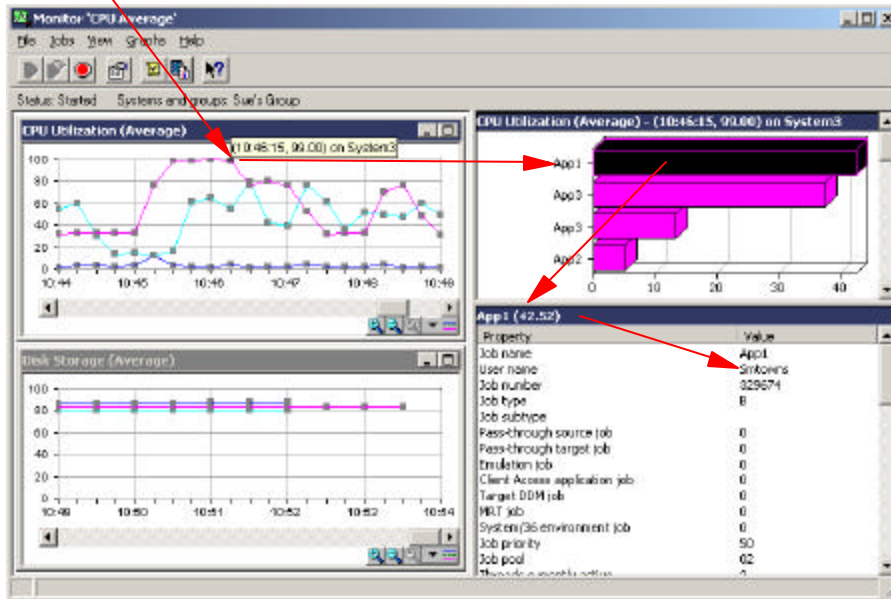 Monitor 'CPU Average'
File Jobs View Graphs Help
Status: Started Systems and groups: Sue's Group
CPU Utilization (Average)
(10:46:15, 99.00) on System3
100
80
60
40
20
0
10:44 10:45 10:46 10:47 10:48 10:49
CPU Utilization (Average) - (10:46:15, 99.00) on System3
App1
App3
App3
App2
0 10 20 30 40
Disk Storage (Average)
100
80
60
40
20
0
10:49 10:50 10:51 10:52 10:53 10:54
App1 (42.52)
Property Value
Job name App1
User name Smtowns
Job number 829674
Job type B
Job subtype
Pass-through source job 0
Pass-through target job 0
Emulation job 0
Client Access application job 0
Target DDM job 0
MRT job 0
System/36 environment job 0
Job priority 50
Job pool 02
Threads currently active